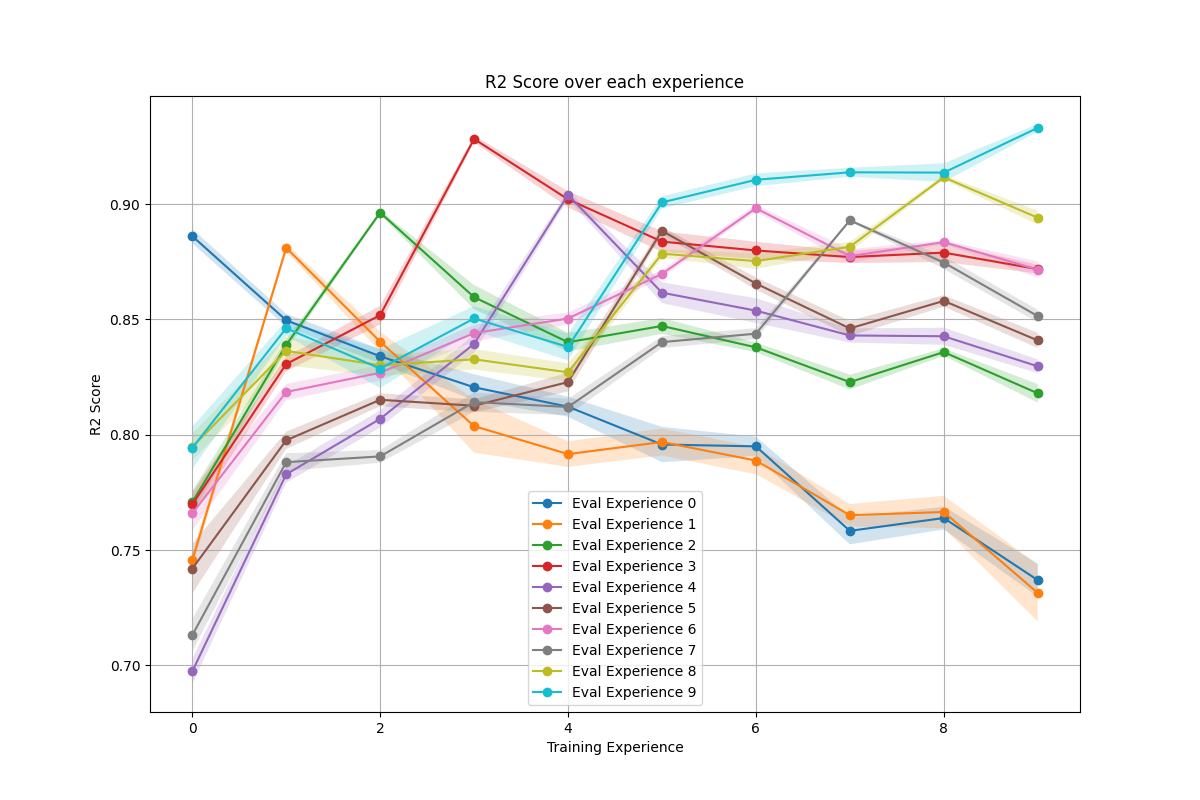 R2 Score over each experience
0.90
0.85
0.80
0.75
0.70
R2 Score
Eval Experience 0
Eval Experience 1
Eval Experience 2
Eval Experience 3
Eval Experience 4
Eval Experience 5
Eval Experience 6
Eval Experience 7
Eval Experience 8
Eval Experience 9
0 2 4 6 8
Training Experience